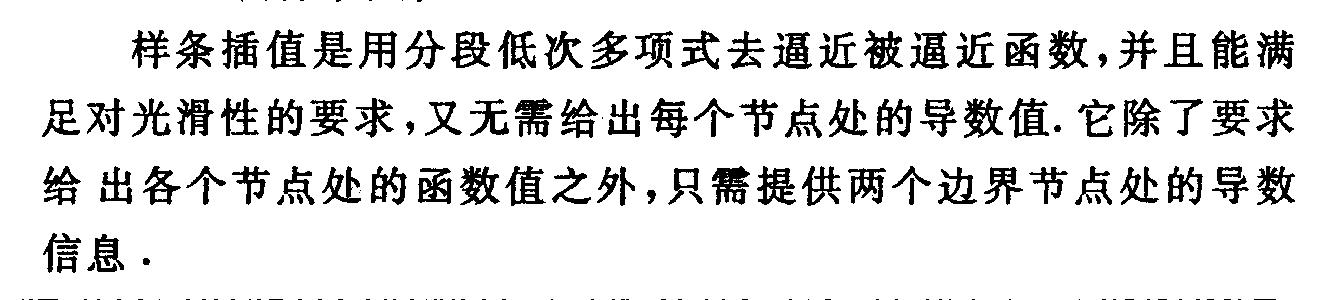 样条插值是用分段低次多项式去逼近被逼近函数,并且能满
足对光滑性的要求,又无需给出每个节点处的导数值.它除了要求
给出各个节点处的函数值之外,只需提供两个边界节点处的导数
信息.